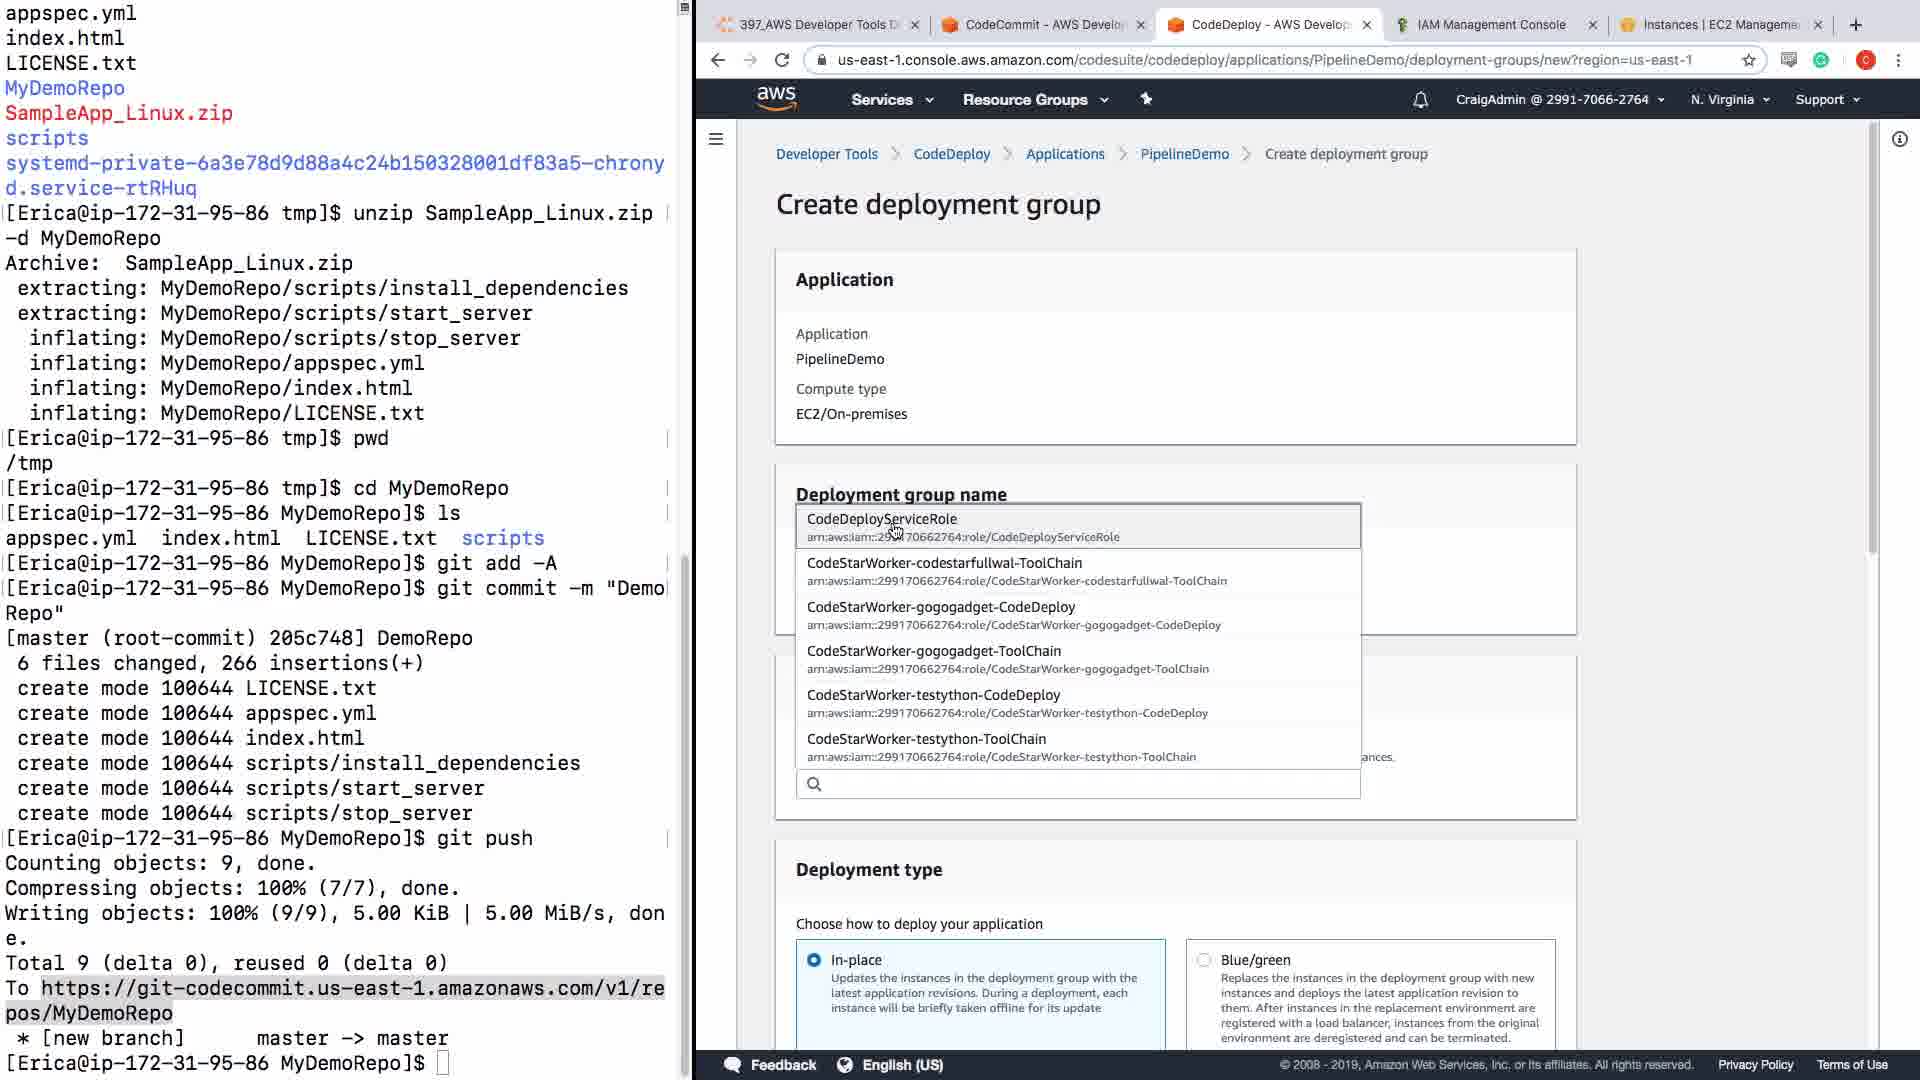 appspec.yml
index.html
LICENSE.txt
MyDemoRepo
SampleApp_Linux.zip
scripts
systemd-private-6a3e78d9d88a4c24b150328001df83a5-chrony
d.service-rtRHuq
[Erica@ip-172-31-95-86 tmp]$ unzip SampleApp_Linux.zip
-d MyDemoRepo
Archive:  SampleApp_Linux.zip
 extracting: MyDemoRepo/scripts/install_dependencies
 extracting: MyDemoRepo/scripts/start_server
  inflating: MyDemoRepo/scripts/stop_server
  inflating: MyDemoRepo/appspec.yml
  inflating: MyDemoRepo/index.html
  inflating: MyDemoRepo/LICENSE.txt
[Erica@ip-172-31-95-86 tmp]$ pwd
/tmp
[Erica@ip-172-31-95-86 tmp]$ cd MyDemoRepo
[Erica@ip-172-31-95-86 MyDemoRepo]$ ls
appspec.yml  index.html  LICENSE.txt  scripts
[Erica@ip-172-31-95-86 MyDemoRepo]$ git add -A
[Erica@ip-172-31-95-86 MyDemoRepo]$ git commit -m "Demo
Repo"
[master (root-commit) 205c748] DemoRepo
 6 files changed, 266 insertions(+)
 create mode 100644 LICENSE.txt
 create mode 100644 appspec.yml
 create mode 100644 index.html
 create mode 100644 scripts/install_dependencies
 create mode 100644 scripts/start_server
 create mode 100644 scripts/stop_server
[Erica@ip-172-31-95-86 MyDemoRepo]$ git push
Counting objects: 9, done.
Compressing objects: 100% (7/7), done.
Writing objects: 100% (9/9), 5.00 KiB | 5.00 MiB/s, don
e.
Total 9 (delta 0), reused 0 (delta 0)
To https://git-codecommit.us-east-1.amazonaws.com/v1/re
pos/MyDemoRepo
 * [new branch]      master -> master
[Erica@ip-172-31-95-86 MyDemoRepo]$
397_AWS Developer Tools D
CodeCommit - AWS Develop
CodeDeploy - AWS Develop
IAM Management Console
Instances | EC2 Manageme
us-east-1.console.aws.amazon.com/codesuite/codedeploy/applications/PipelineDemo/deployment-groups/new?region=us-east-1
C
aws
Services
Resource Groups
CraigAdmin @ 2991-7066-2764
N. Virginia
Support
Developer Tools
CodeDeploy
Applications
PipelineDemo
Create deployment group
Create deployment group
Application
Application
PipelineDemo
Compute type
EC2/On-premises
Deployment group name
CodeDeployServiceRole
arn:aws:iam::299170662764:role/CodeDeployServiceRole
CodeStarWorker-codestarfullwal-ToolChain
arn:aws:iam::299170662764:role/CodeStarWorker-codestarfullwal-ToolChain
CodeStarWorker-gogogadget-CodeDeploy
arn:aws:iam::299170662764:role/CodeStarWorker-gogogadget-CodeDeploy
CodeStarWorker-gogogadget-ToolChain
arn:aws:iam::299170662764:role/CodeStarWorker-gogogadget-ToolChain
CodeStarWorker-testython-CodeDeploy
arn:aws:iam::299170662764:role/CodeStarWorker-testython-CodeDeploy
CodeStarWorker-testython-ToolChain
arn:aws:iam::299170662764:role/CodeStarWorker-testython-ToolChain
ances.
Deployment type
Choose how to deploy your application
In-place
Updates the instances in the deployment group with the
latest application revisions. During a deployment, each
instance will be briefly taken offline for its update
Blue/green
Replaces the instances in the deployment group with new
instances and deploys the latest application revision to
them. After instances in the replacement environment are
registered with a load balancer, instances from the original
environment are deregistered and can be terminated.
Feedback
English (US)
© 2008 - 2019, Amazon Web Services, Inc. or its affiliates. All rights reserved.
Privacy Policy
Terms of Use